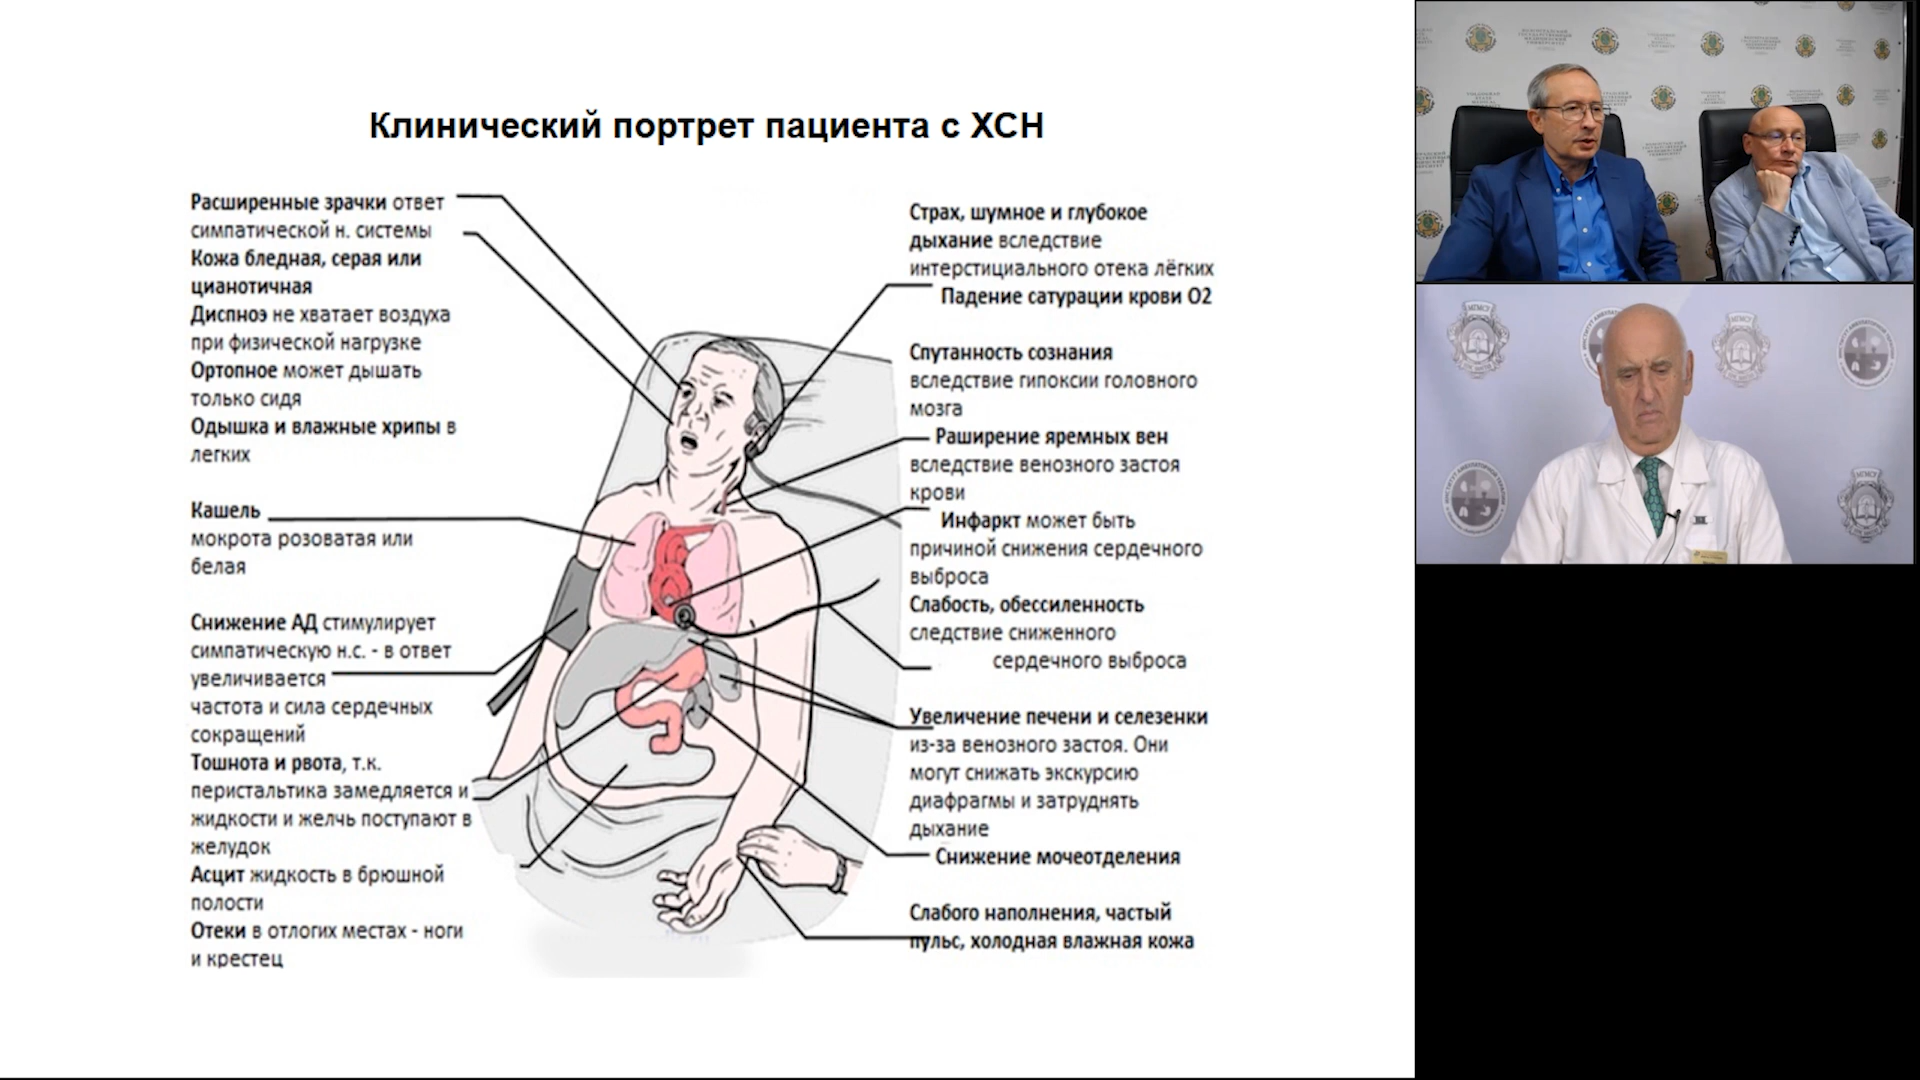 Клинический портрет пациента с ХСН
Расширенные зрачки ответ
симпатической н. системы
Кожа бледная, серая или
цианотичная
Диспноэ не хватает воздуха
при физической нагрузке
Ортопное может дышать
только сидя
Одышка и влажные хрипы в
легких
Кашель
мокрота розоватая или
белая
Снижение АД стимулирует
симпатическую н.с. - в ответ
увеличивается
частота и сила сердечных
сокращений
Тошнота и рвота, т.к.
перистальтика замедляется и
жидкости и желчь поступают в
желудок
Асцит жидкость в брюшной
полости
Отеки в отлогих местах - ноги
и крестец
Страх, шумное и глубокое
дыхание вследствие
интерстициального отека лёгких
Падение сатурации крови О2
Спутанность сознания
вследствие гипоксии головного
мозга
Раширение яремных вен
вследствие венозного застоя
крови
Инфаркт может быть
причиной снижения сердечного
выброса
Слабость, обессиленность
следствие сниженного
сердечного выброса
Увеличение печени и селезенки
из-за венозного застоя. Они
могут снижать экскурсию
диафрагмы и затруднять
дыхание
Снижение мочеотделения
Слабого наполнения, частый
пульс, холодная влажная кожа